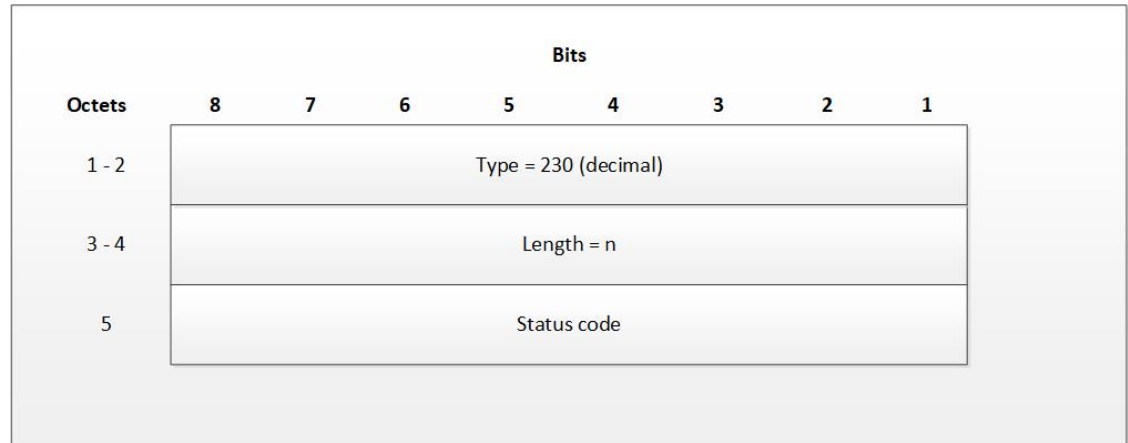 Bits
Octets 8 7 6 5 4 3 2 1
1 - 2 Type = 230 (decimal)
3 - 4 Length = n
5 Status code